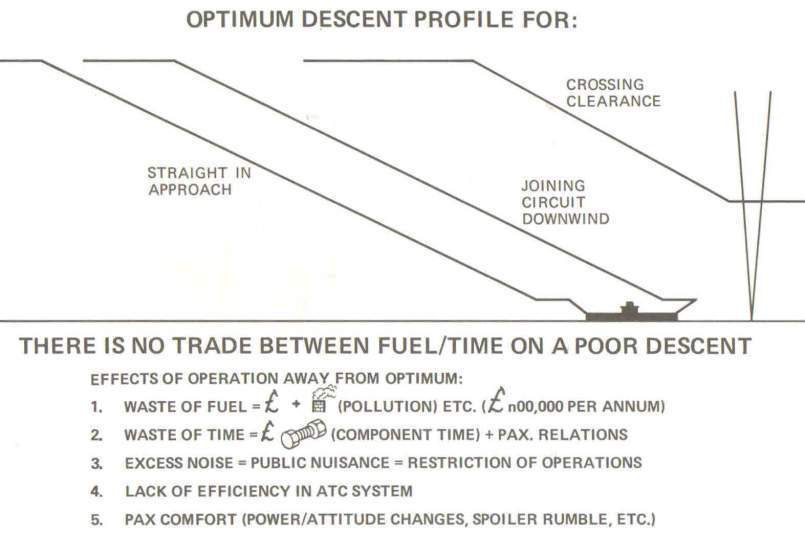 OPTIMUM DESCENT PROFILE FOR:
CROSSING
CLEARANCE
STRAIGHT IN
APPROACH
JOINING
CIRCUIT
DOWNWIND
THERE IS NO TRADE BETWEEN FUEL/TIME ON A POOR DESCENT
EFFECTS OF OPERATION AWAY FROM OPTIMUM:
1. WASTE OF FUEL = £ + (POLLUTION) ETC. (£ n00,000 PER ANNUM)
2. WASTE OF TIME = £ (COMPONENT TIME) + PAX. RELATIONS
3. EXCESS NOISE = PUBLIC NUISANCE = RESTRICTION OF OPERATIONS
4. LACK OF EFFICIENCY IN ATC SYSTEM
5. PAX COMFORT (POWER/ATTITUDE CHANGES, SPOILER RUMBLE, ETC.)